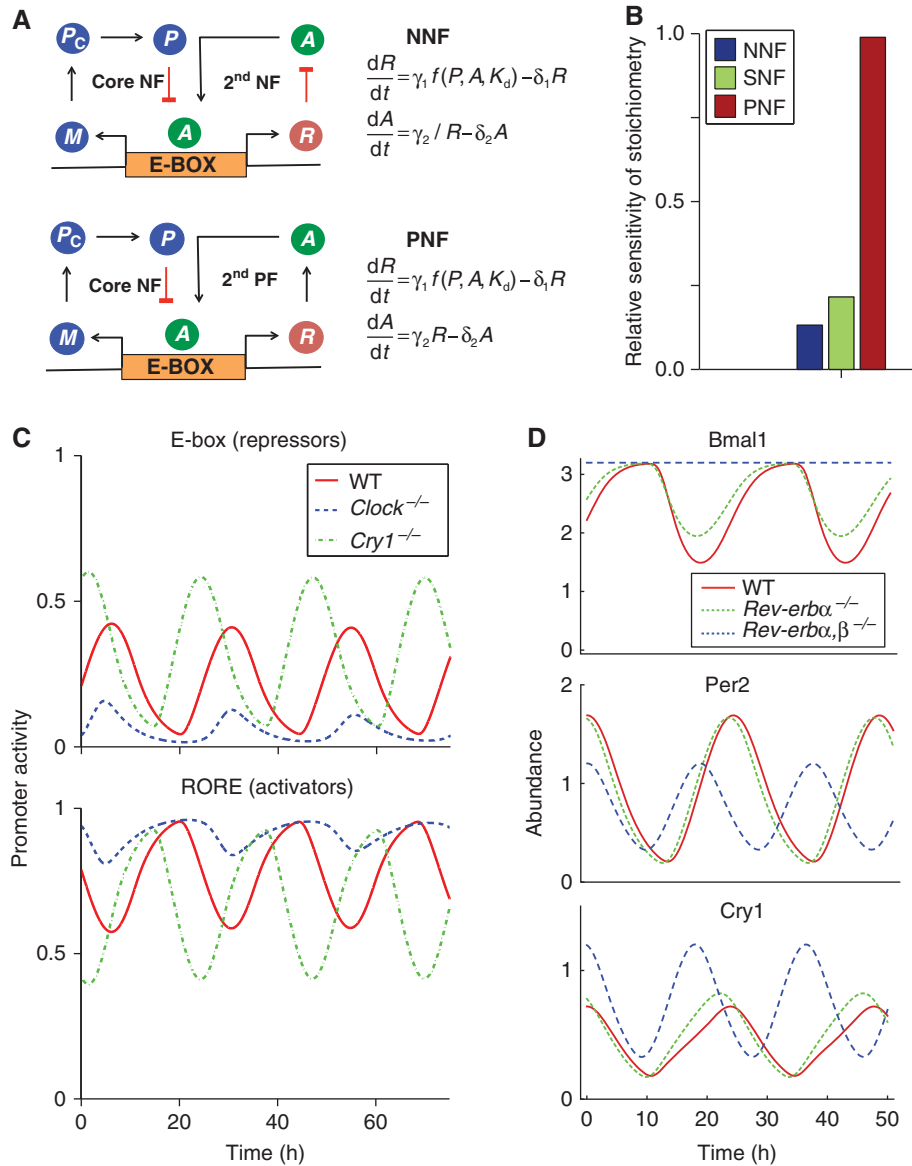 A
P_C
P
A
Core NF
2nd NF
M
A
R
E-BOX
NNF
dR/dt = γ1 f(P, A, Kd) − δ1R
dA/dt = γ2 / R − δ2A
P_C
P
A
Core NF
2nd PF
M
A
R
E-BOX
PNF
dR/dt = γ1 f(P, A, Kd) − δ1R
dA/dt = γ2R − δ2A
B
Relative sensitivity of stoichiometry
1.0
0.5
0.0
NNF
SNF
PNF
C
E-box (repressors)
1
0.5
0
WT
Clock−/−
Cry1−/−
Promoter activity
RORE (activators)
1
0.5
0
0 20 40 60
Time (h)
D
Bmal1
3
2
1
0
WT
Rev-erbα−/−
Rev-erbα,β−/−
Per2
Abundance
2
1
0
Cry1
1
0
0 10 20 30 40 50
Time (h)